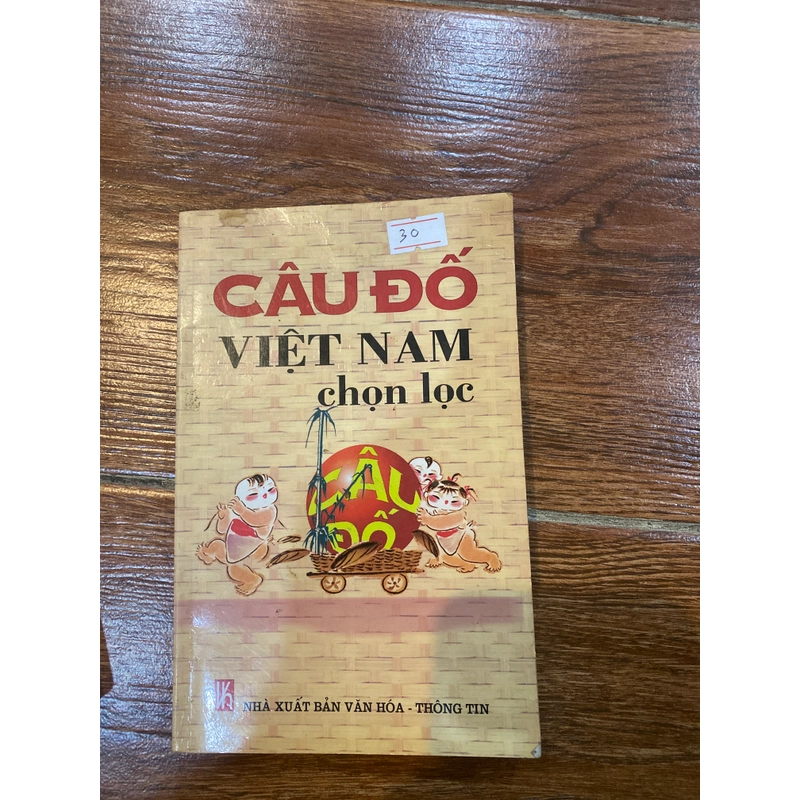 30
CÂU ĐỐ
VIỆT NAM
chọn lọc
CÂU
ĐỐ
NHÀ XUẤT BẢN VĂN HÓA - THÔNG TIN